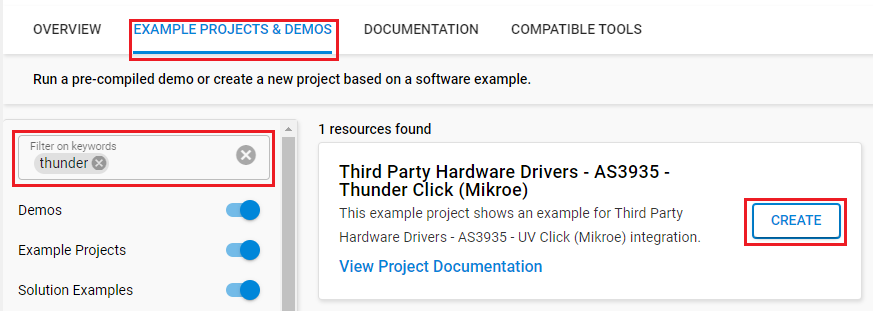 OVERVIEW
EXAMPLE PROJECTS & DEMOS
DOCUMENTATION
COMPATIBLE TOOLS
Run a pre-compiled demo or create a new project based on a software example.
Filter on keywords
thunder
Demos
Example Projects
Solution Examples
1 resources found
Third Party Hardware Drivers - AS3935 -
Thunder Click (Mikroe)
This example project shows an example for Third Party
Hardware Drivers - AS3935 - UV Click (Mikroe) integration.
View Project Documentation
CREATE